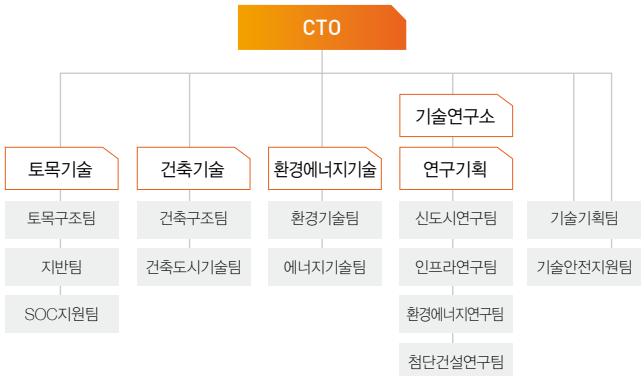 CTO
기술연구소
토목기술
건축기술
환경에너지기술
연구기획
토목구조팀
건축구조팀
환경기술팀
신도시연구팀
기술기획팀
지반팀
건축도시기술팀
에너지기술팀
인프라연구팀
기술안전지원팀
SOC지원팀
환경에너지연구팀
첨단건설연구팀